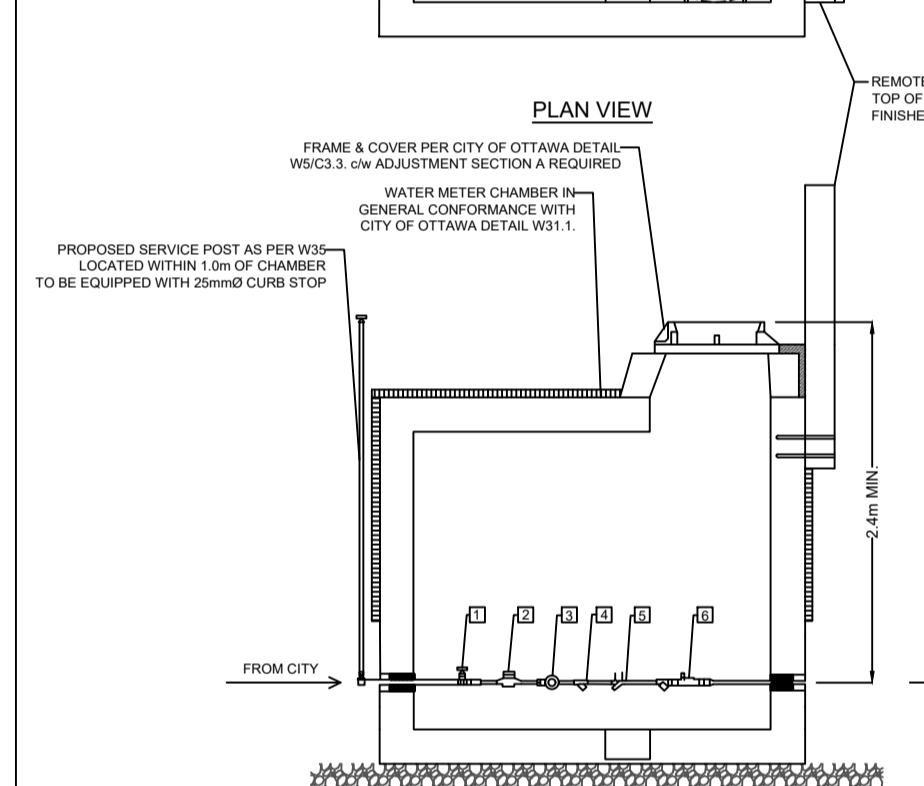 PLAN VIEW
REMOTE
TOP OF
FINISHE
FRAME & COVER PER CITY OF OTTAWA DETAIL
W5/C3.3. c/w ADJUSTMENT SECTION A REQUIRED
WATER METER CHAMBER IN
GENERAL CONFORMANCE WITH
CITY OF OTTAWA DETAIL W31.1.
PROPOSED SERVICE POST AS PER W35
LOCATED WITHIN 1.0m OF CHAMBER
TO BE EQUIPPED WITH 25mmØ CURB STOP
2.4m MIN.
1 2 3 4 5 6
FROM CITY